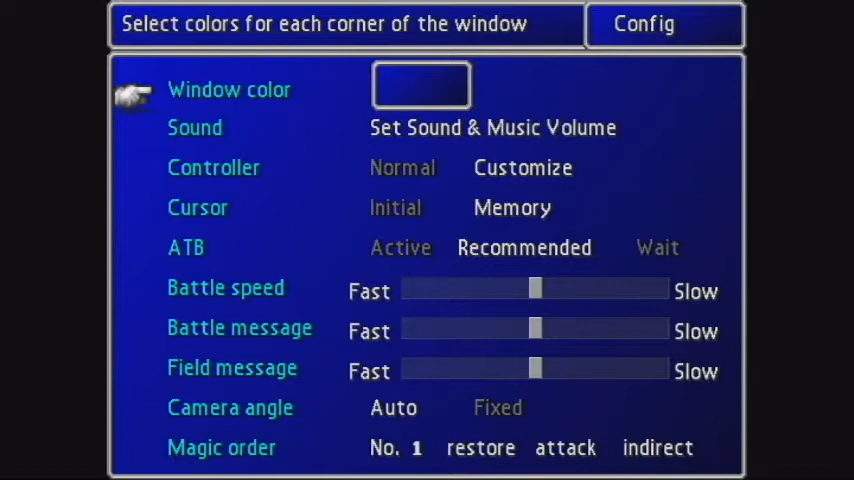 Select colors for each corner of the window
Config
Window color
Sound Set Sound & Music Volume
Controller Normal Customize
Cursor Initial Memory
ATB Active Recommended Wait
Battle speed Fast Slow
Battle message Fast Slow
Field message Fast Slow
Camera angle Auto Fixed
Magic order No. 1 restore attack indirect